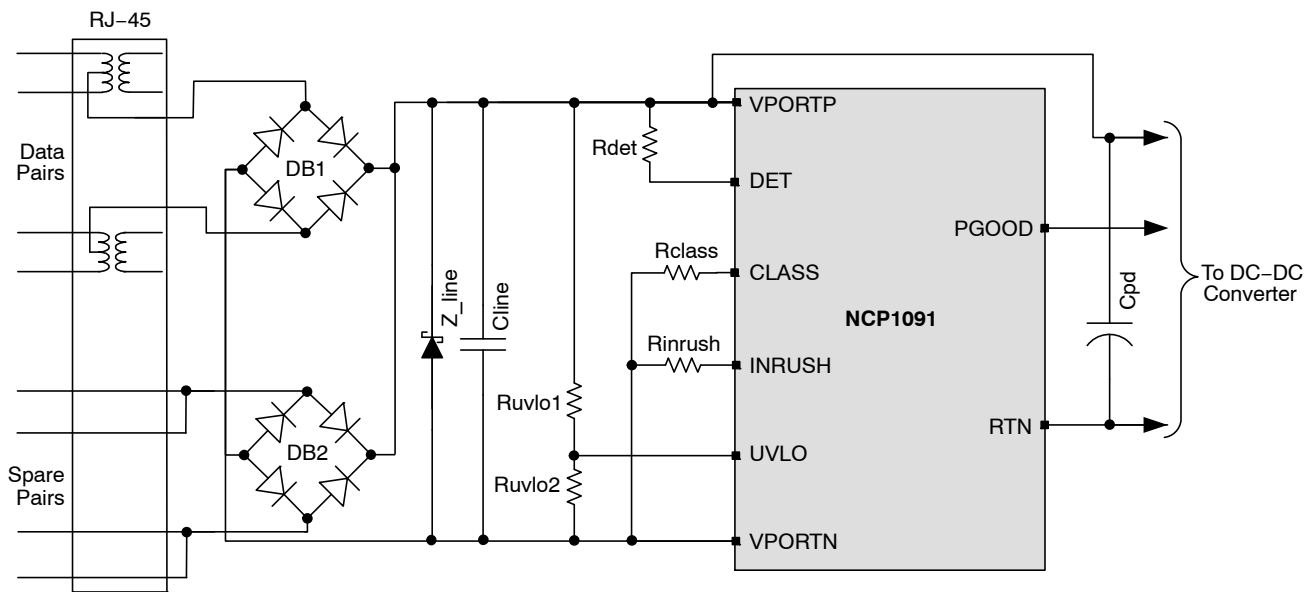 RJ−45
Data
Pairs
DB1
Spare
Pairs
DB2
Z_line
Cline
Ruvlo1
Ruvlo2
Rdet
Rclass
Rinrush
VPORTP
DET
CLASS
INRUSH
UVLO
VPORTN
NCP1091
PGOOD
RTN
Cpd
To DC−DC
Converter